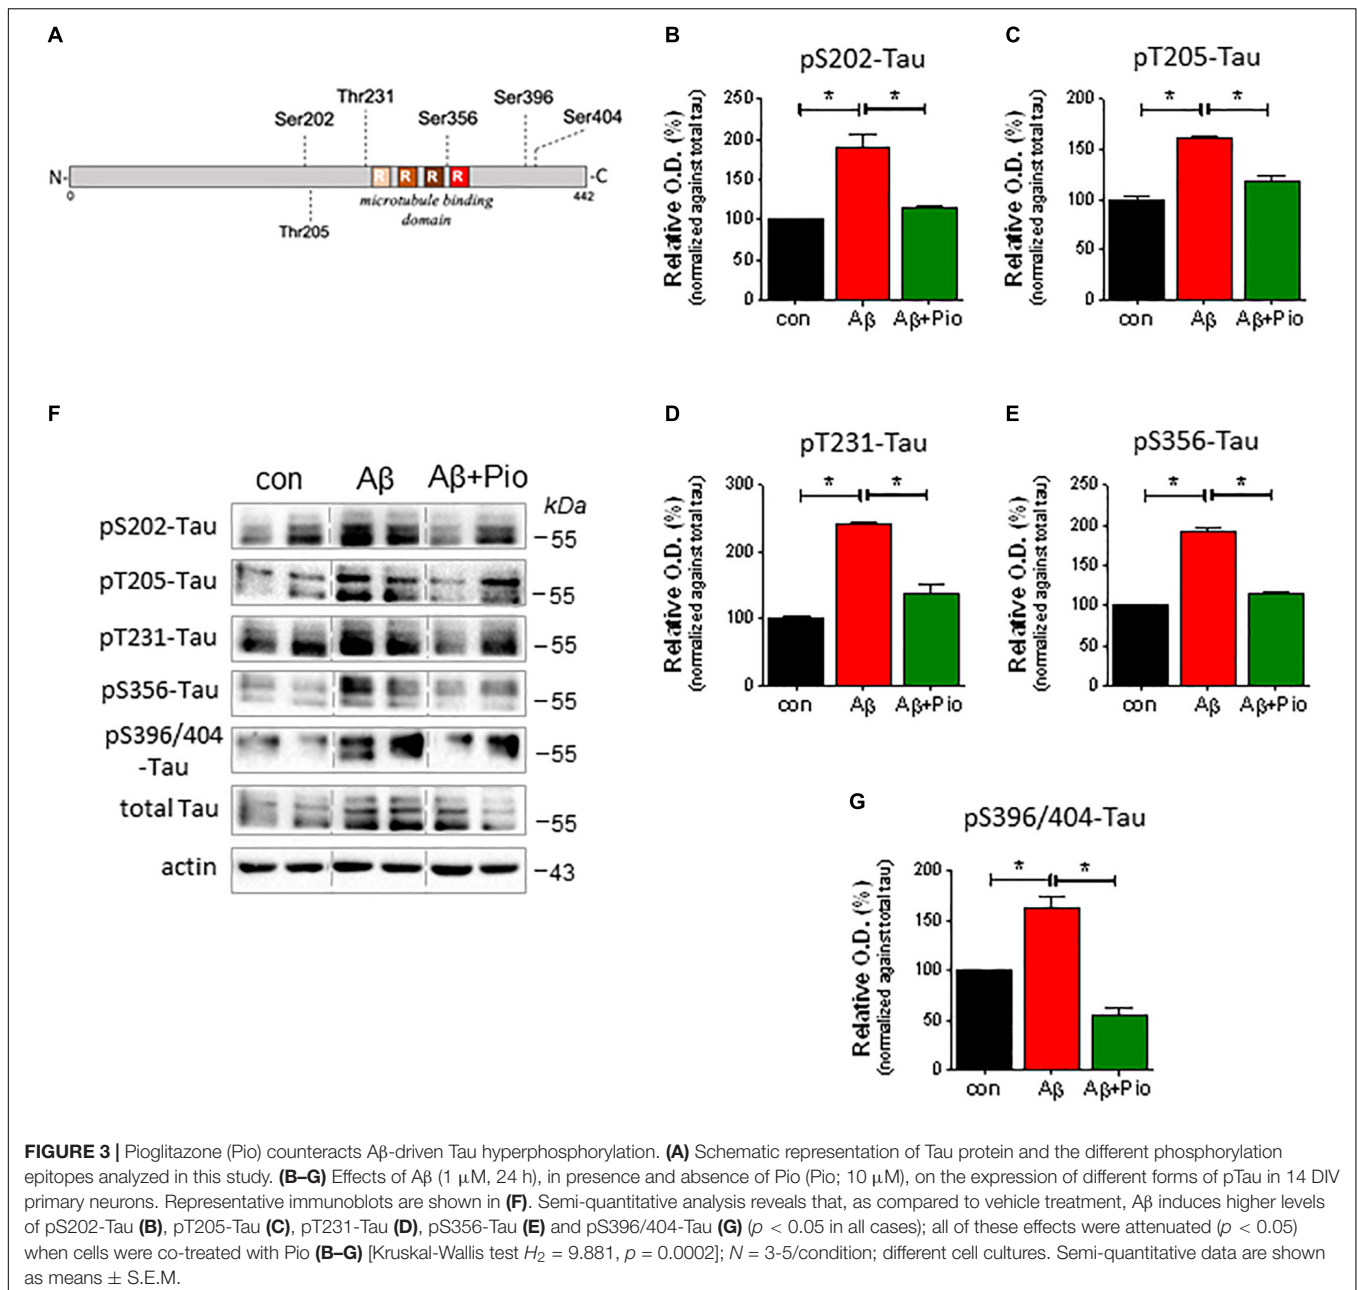 A
Thr231
Ser202
Ser356
Ser396
Ser404
N-
R R R R
-C
0
442
microtubule binding
domain
Thr205
B
pS202-Tau
Relative O.D. (%)
(normalized against total tau)
250
200
150
100
50
0
* *
con Aβ Aβ+Pio
C
pT205-Tau
Relative O.D. (%)
(normalized against total tau)
200
150
100
50
0
* *
con Aβ Aβ+Pio
F
con Aβ Aβ+Pio
kDa
pS202-Tau
-55
pT205-Tau
-55
pT231-Tau
-55
pS356-Tau
-55
pS396/404
-Tau
-55
total Tau
-55
actin
-43
D
pT231-Tau
Relative O.D. (%)
(normalized against total tau)
300
200
100
0
* *
con Aβ Aβ+Pio
E
pS356-Tau
Relative O.D. (%)
(normalized against total tau)
250
200
150
100
50
0
* *
con Aβ Aβ+Pio
G
pS396/404-Tau
Relative O.D. (%)
(normalized against total tau)
200
150
100
50
0
* *
con Aβ Aβ+Pio
FIGURE 3 | Pioglitazone (Pio) counteracts Aβ-driven Tau hyperphosphorylation. (A) Schematic representation of Tau protein and the different phosphorylation
epitopes analyzed in this study. (B–G) Effects of Aβ (1 μM, 24 h), in presence and absence of Pio (Pio; 10 μM), on the expression of different forms of pTau in 14 DIV
primary neurons. Representative immunoblots are shown in (F). Semi-quantitative analysis reveals that, as compared to vehicle treatment, Aβ induces higher levels
of pS202-Tau (B), pT205-Tau (C), pT231-Tau (D), pS356-Tau (E) and pS396/404-Tau (G) (p < 0.05 in all cases); all of these effects were attenuated (p < 0.05)
when cells were co-treated with Pio (B–G) [Kruskal-Wallis test H2 = 9.881, p = 0.0002]; N = 3-5/condition; different cell cultures. Semi-quantitative data are shown
as means ± S.E.M.